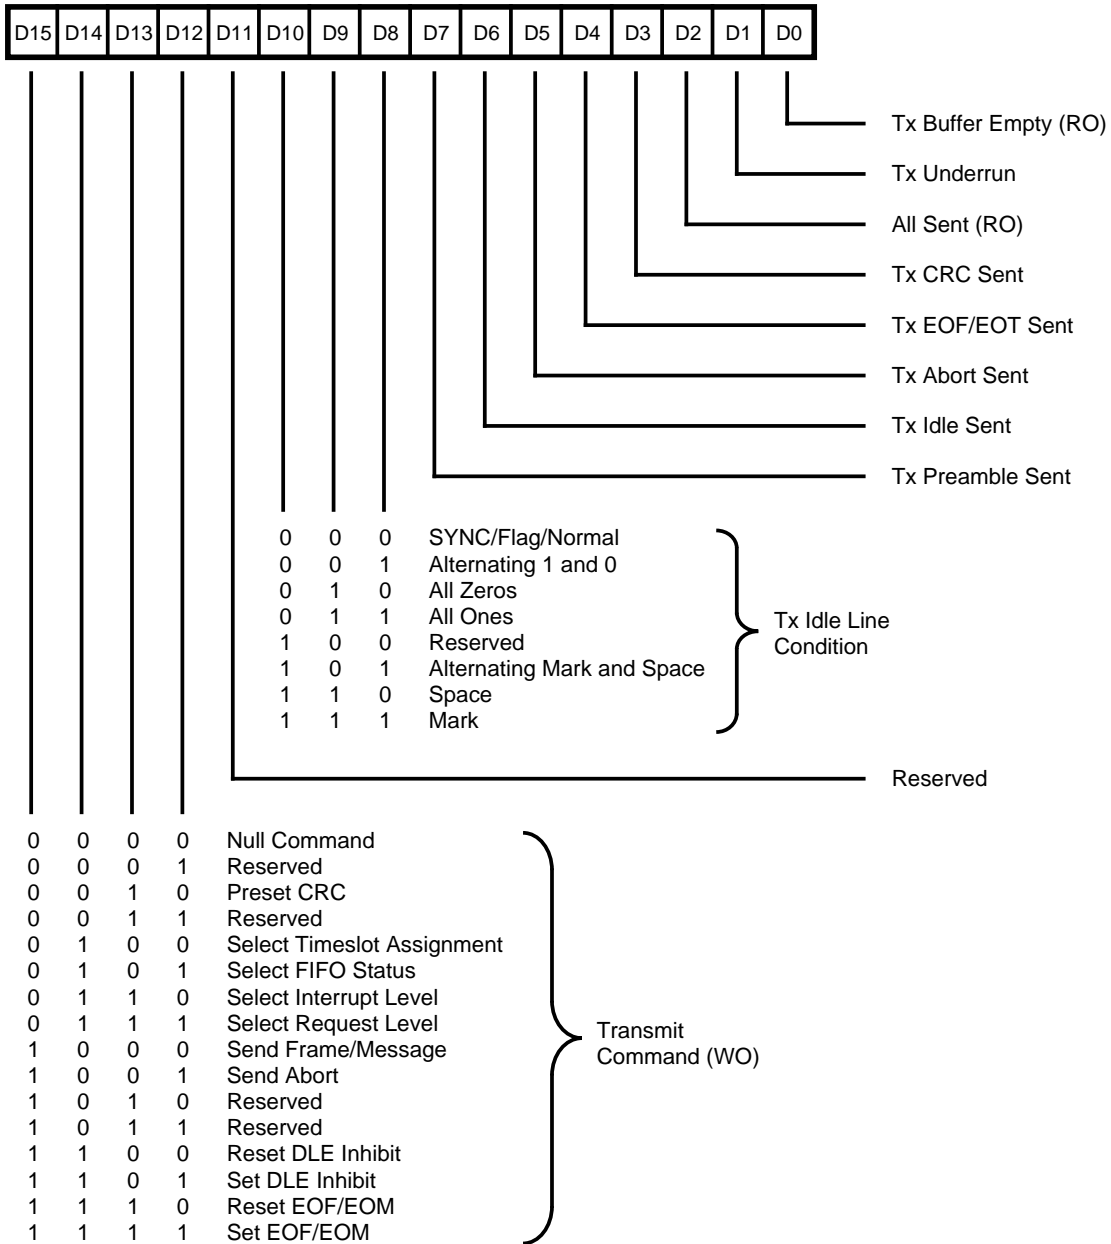 D15 D14 D13 D12 D11 D10 D9 D8 D7 D6 D5 D4 D3 D2 D1 D0
Tx Buffer Empty (RO)
Tx Underrun
All Sent (RO)
Tx CRC Sent
Tx EOF/EOT Sent
Tx Abort Sent
Tx Idle Sent
Tx Preamble Sent
0 0 0 SYNC/Flag/Normal
0 0 1 Alternating 1 and 0
0 1 0 All Zeros
0 1 1 All Ones
1 0 0 Reserved
1 0 1 Alternating Mark and Space
1 1 0 Space
1 1 1 Mark
Tx Idle Line
Condition
Reserved
0 0 0 0 Null Command
0 0 0 1 Reserved
0 0 1 0 Preset CRC
0 0 1 1 Reserved
0 1 0 0 Select Timeslot Assignment
0 1 0 1 Select FIFO Status
0 1 1 0 Select Interrupt Level
0 1 1 1 Select Request Level
1 0 0 0 Send Frame/Message
1 0 0 1 Send Abort
1 0 1 0 Reserved
1 0 1 1 Reserved
1 1 0 0 Reset DLE Inhibit
1 1 0 1 Set DLE Inhibit
1 1 1 0 Reset EOF/EOM
1 1 1 1 Set EOF/EOM
Transmit
Command (WO)